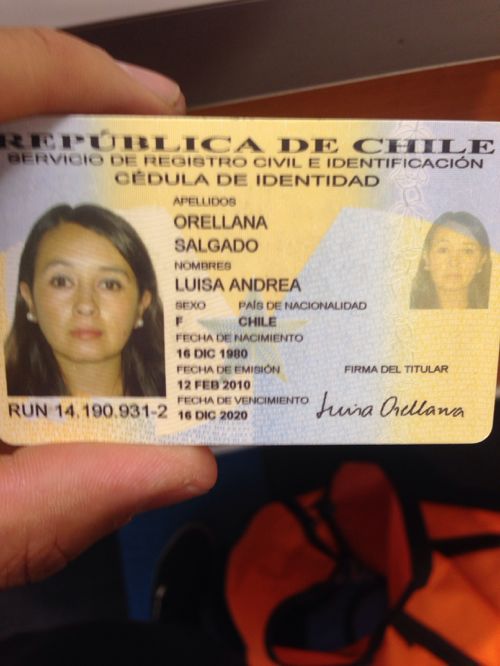 REPÚBLICA DE CHILE
SERVICIO DE REGISTRO CIVIL E IDENTIFICACIÓN
CÉDULA DE IDENTIDAD
APELLIDOS
ORELLANA
SALGADO
NOMBRES
LUISA ANDREA
SEXO PAÍS DE NACIONALIDAD
F CHILE
FECHA DE NACIMIENTO
16 DIC 1980
FECHA DE EMISIÓN FIRMA DEL TITULAR
12 FEB 2010
FECHA DE VENCIMIENTO
16 DIC 2020
Luisa Orellana
RUN 14.190.931-2